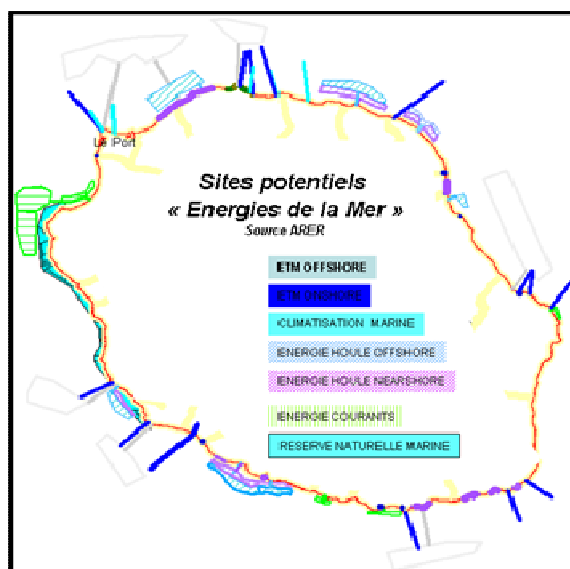 Le Port
Sites potentiels
« Energies de la Mer »
Source ARER
ETM OFFSHORE
ETM ONSHORE
CLIMATISATION MARINE
ENERGIE HOULE OFFSHORE
ENERGIE HOULE NEARSHORE
ENERGIE COURANTS
RESERVE NATURELLE MARINE